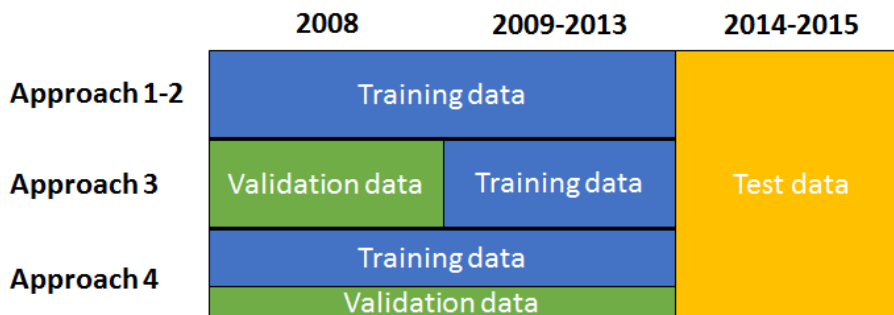 2008 2009-2013 2014-2015
Approach 1-2 Training data
Approach 3 Validation data Training data Test data
Approach 4 Training data
Validation data